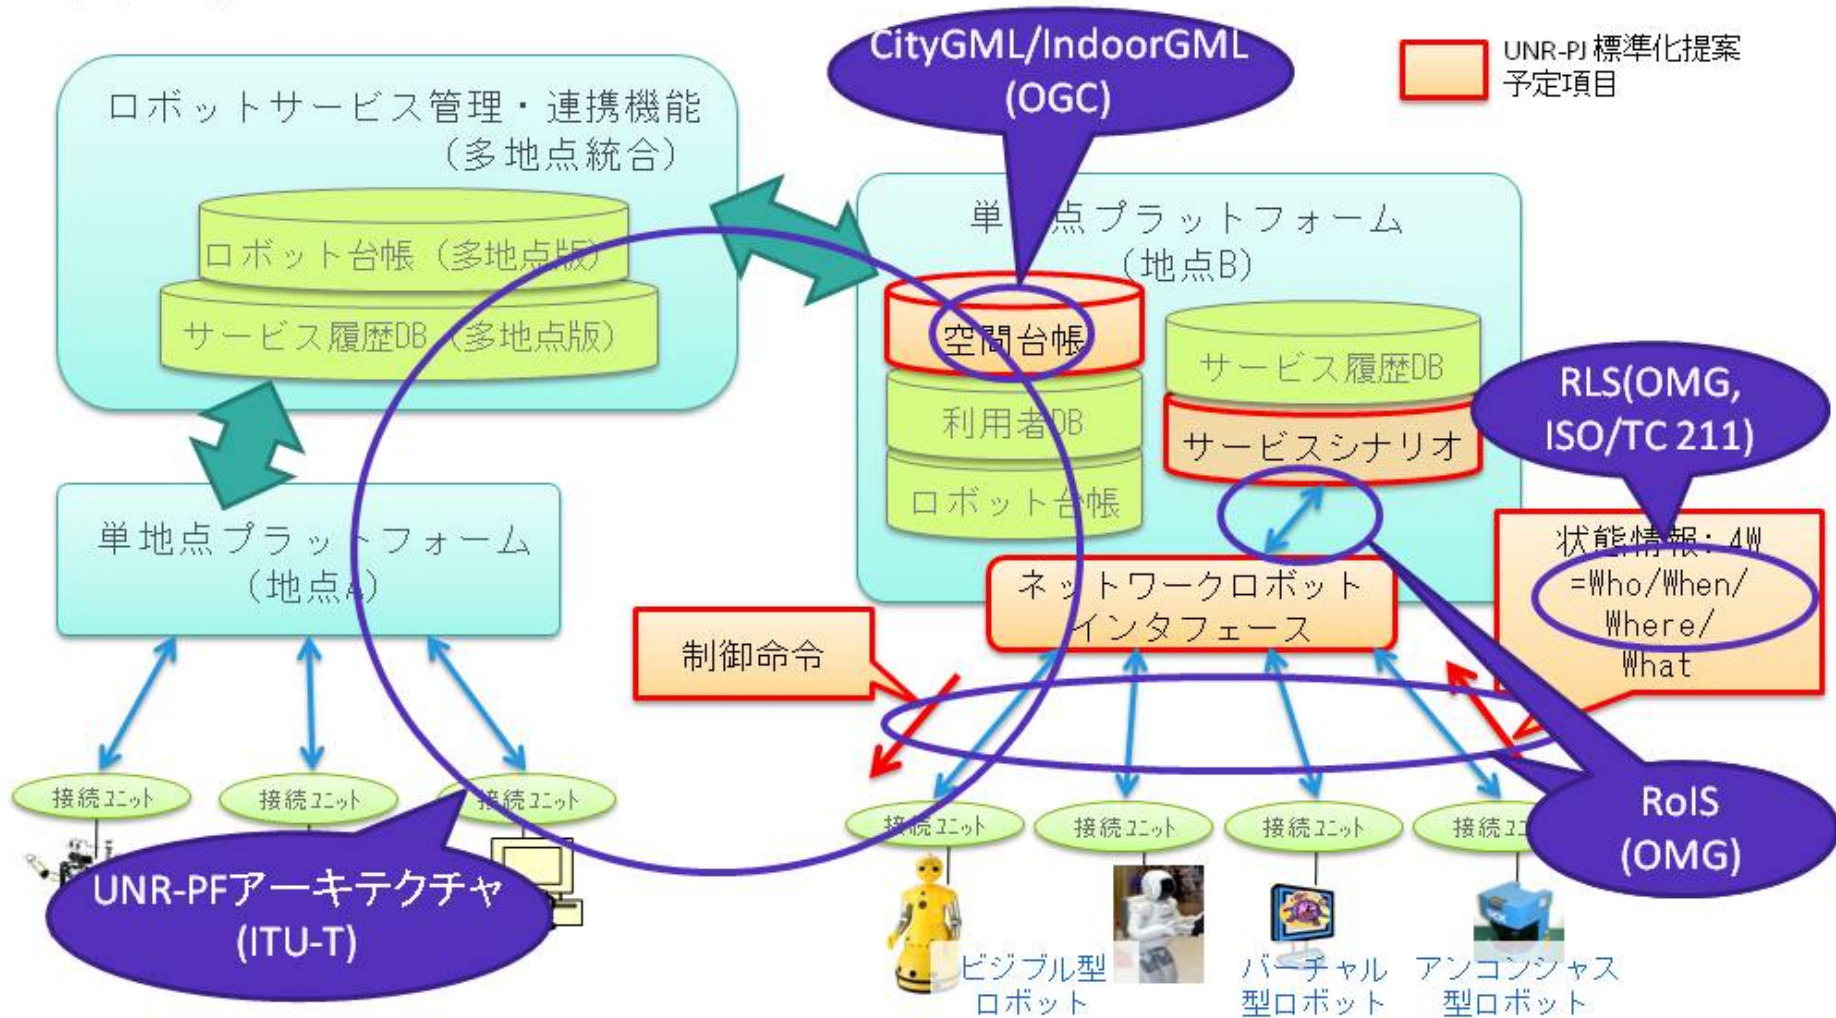 CityGML/IndoorGML
(OGC)
UNR-PJ 標準化提案
予定項目
ロボットサービス管理・連携機能
(多地点統合)
ロボット台帳 (多地点版)
サービス履歴DB (多地点版)
単地点プラットフォーム
(地点A)
接続ユニット
接続ユニット
接続ユニット
UNR-PFアーキテクチャ
(ITU-T)
点プラットフォーム
(地点B)
空間台帳
利用者DB
ロボット台帳
サービス履歴DB
サービスシナリオ
RLS(OMG,
ISO/TC 211)
状態情報: 4W
=Who/When/
Where/
What
ネットワークロボット
インタフェース
制御命令
RoIS
(OMG)
接続ユニット
接続ユニット
接続ユニット
接続ユ
ビジブル型
ロボット
バーチャル
型ロボット
アンコンシャス
型ロボット